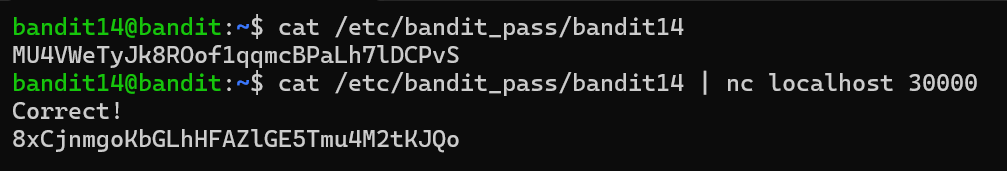 bandit14@bandit:~$ cat /etc/bandit_pass/bandit14
MU4VWeTyJk8ROof1qqmcBPaLh7lDCPvS
bandit14@bandit:~$ cat /etc/bandit_pass/bandit14 | nc localhost 30000
Correct!
8xCjnmgoKbGLhHFAZlGE5Tmu4M2tKJQo